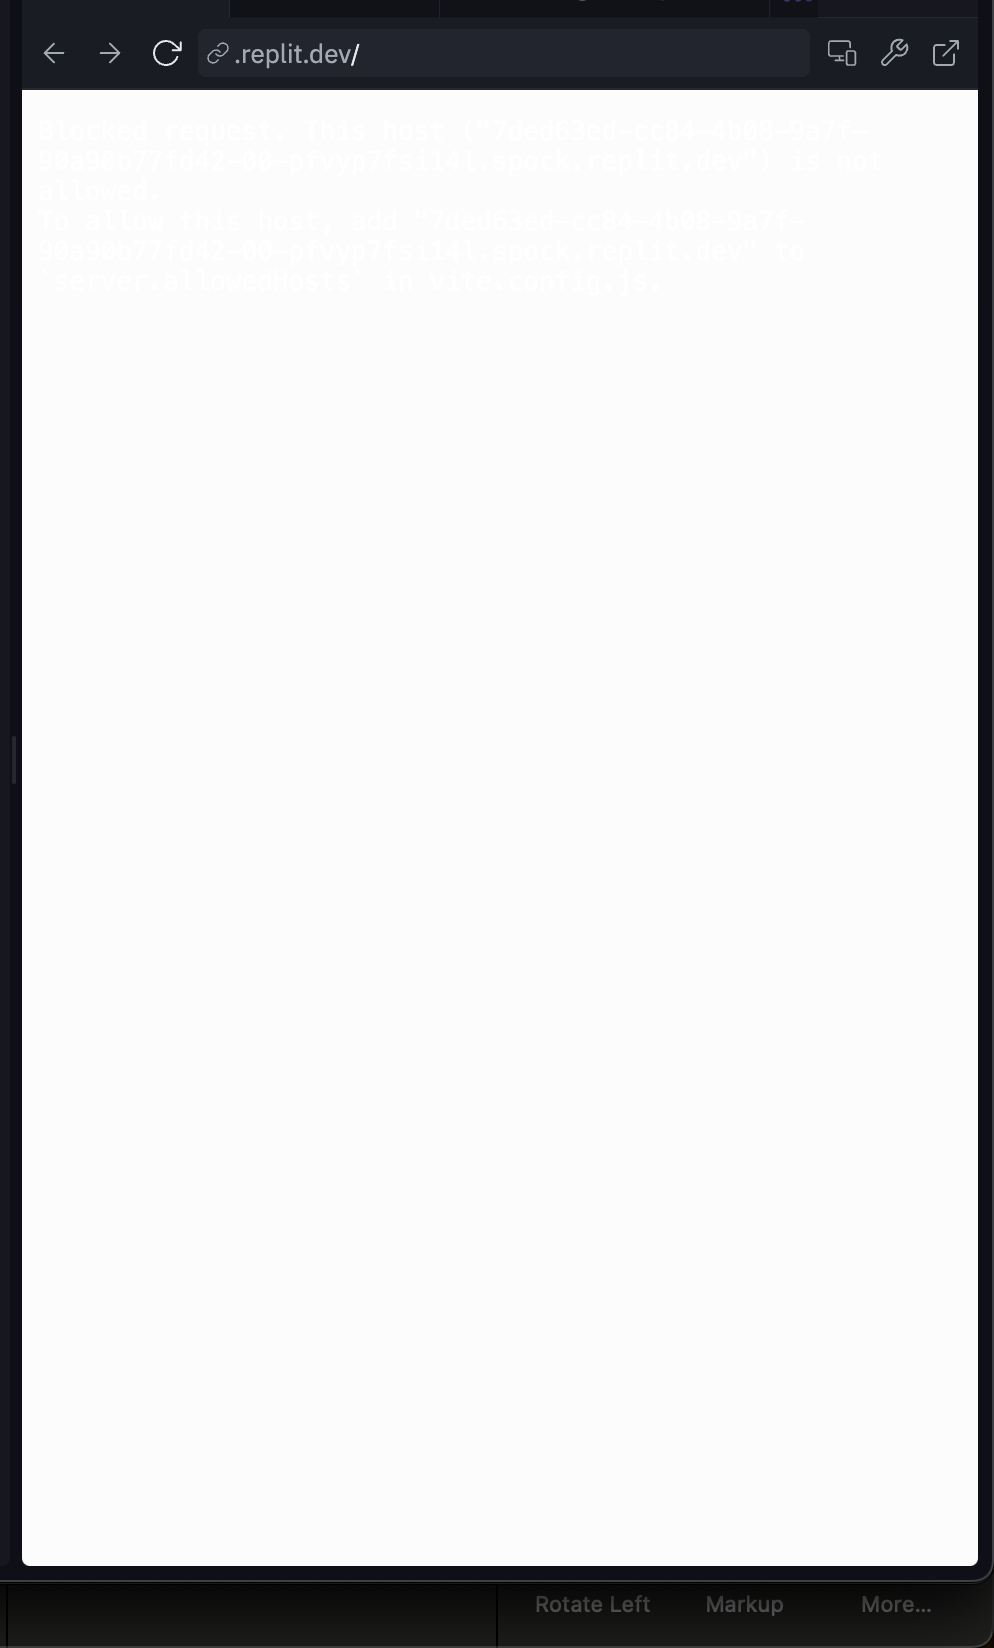 .replit.dev/
Blocked request. This host ("7ded63ed-cc84-4b08-9a7f-
90a90b77fd42-00-pfvyp7fsi14l.spock.replit.dev") is not
allowed.
To allow this host, add "7ded63ed-cc84-4b08-9a7f-
90a90b77fd42-00-pfvyp7fsi14l.spock.replit.dev" to
`server.allowedHosts` in vite.config.js.
Rotate Left Markup More...